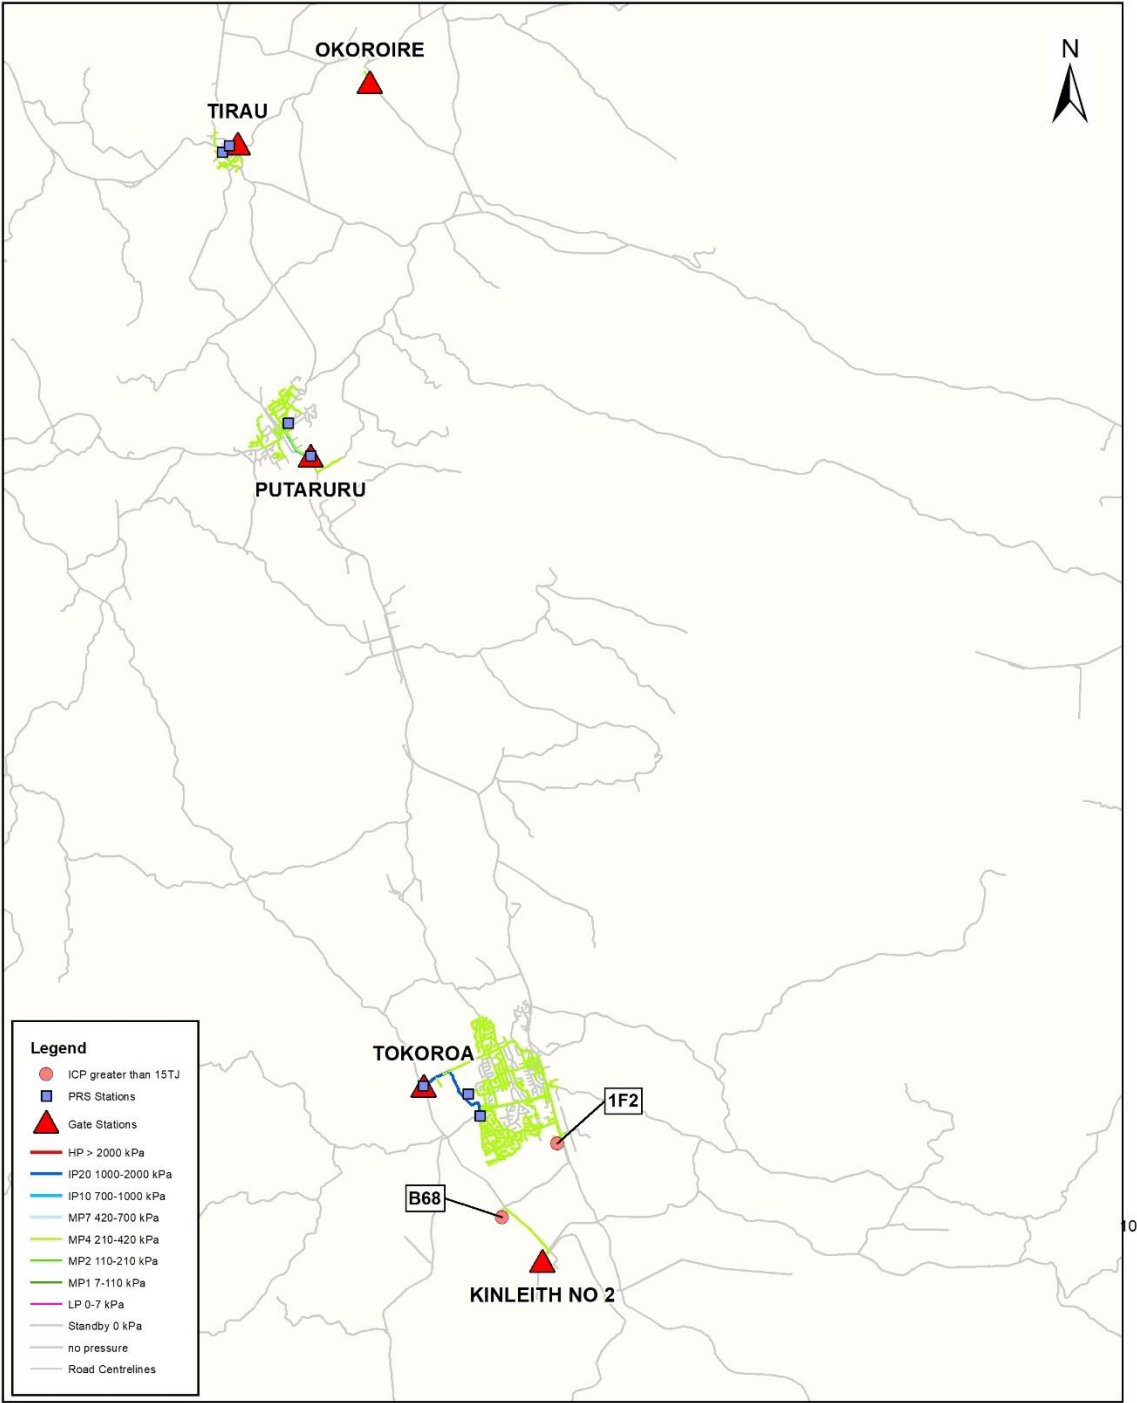 OKOROIRE
N
TIRAU
PUTARURU
TOKOROA
1F2
B68
10
KINLEITH NO 2
Legend
ICP greater than 15TJ
PRS Stations
Gate Stations
HP > 2000 kPa
IP20 1000-2000 kPa
IP10 700-1000 kPa
MP7 420-700 kPa
MP4 210-420 kPa
MP2 110-210 kPa
MP1 7-110 kPa
LP 0-7 kPa
Standby 0 kPa
no pressure
Road Centrelines